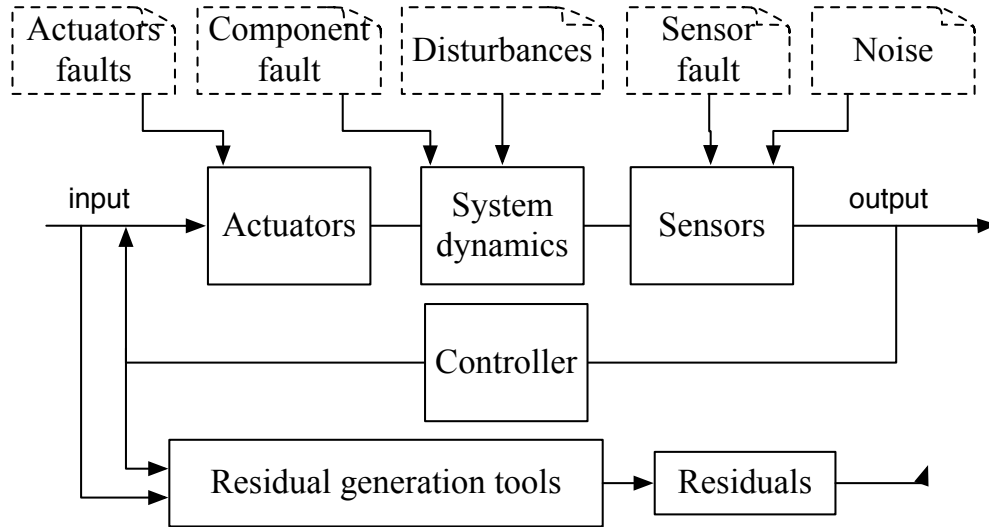 Actuators
faults
Component
fault
Disturbances
Sensor
fault
Noise
input
Actuators
System
dynamics
Sensors
output
Controller
Residual generation tools
Residuals